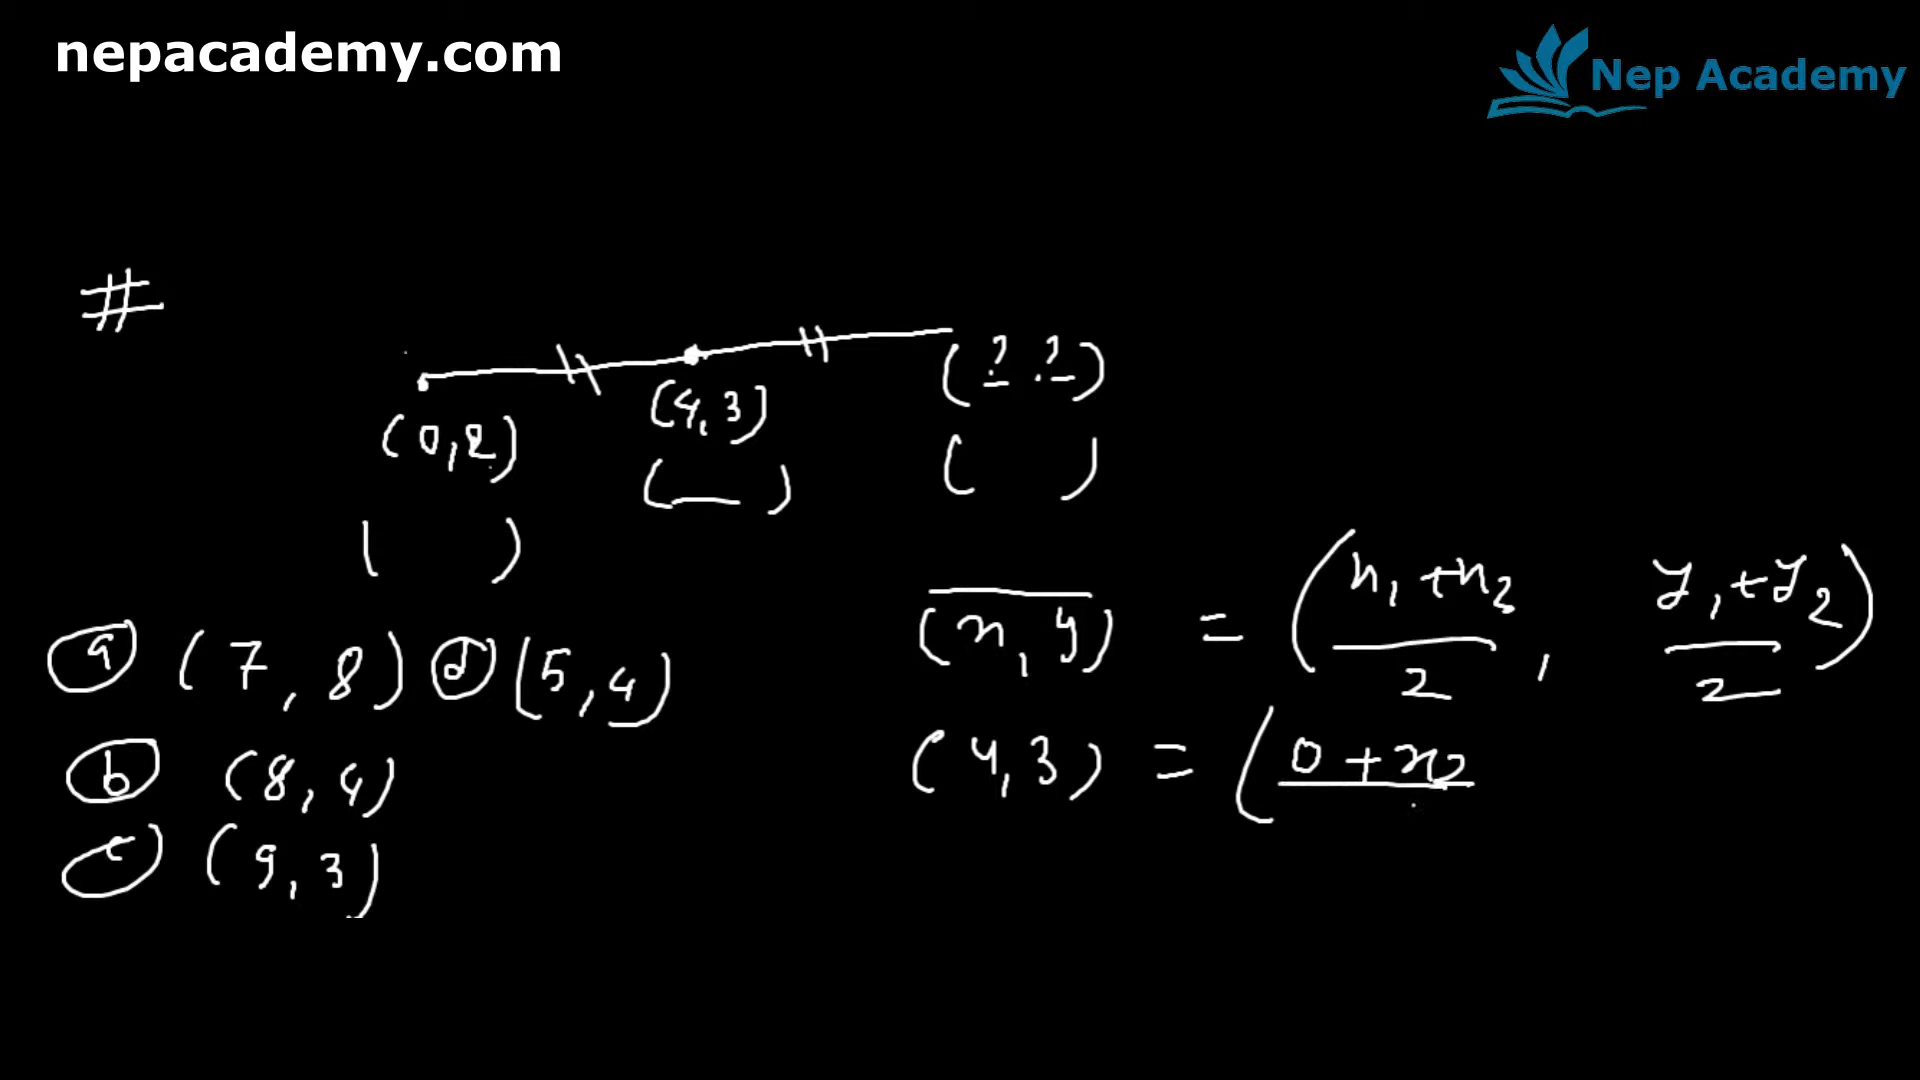 nepacademy.com
Nep Academy
#
(0,2) (4,3) (? ?)
( ) (__) ( )
(x, y) = (x₁+x₂/2, y₁+y₂/2)
a (7, 8) d (5,4)
(4,3) = (0+x₂
b (8,4)
c (9,3)